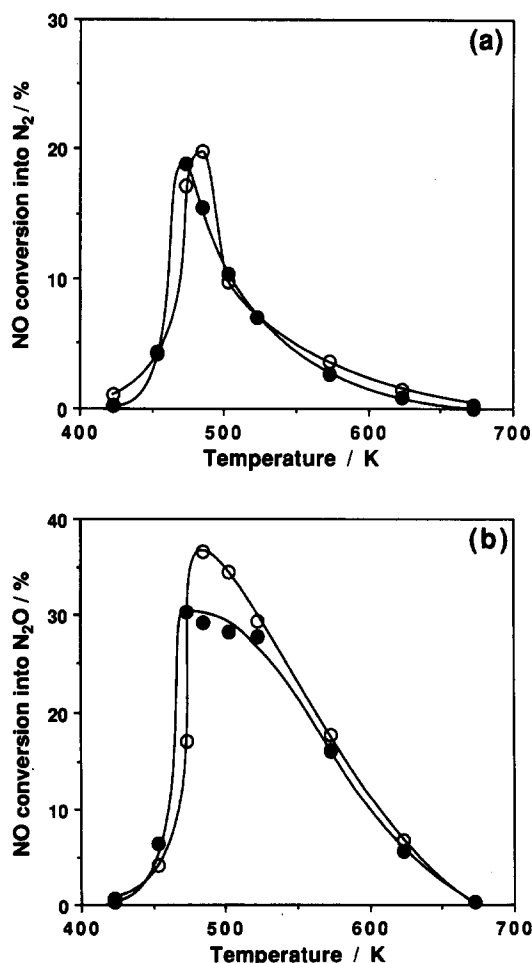 (a)
NO conversion into N₂ / %
30
20
10
0
400 500 600 700
Temperature / K
(b)
NO conversion into N₂O / %
40
30
20
10
0
400 500 600 700
Temperature / K